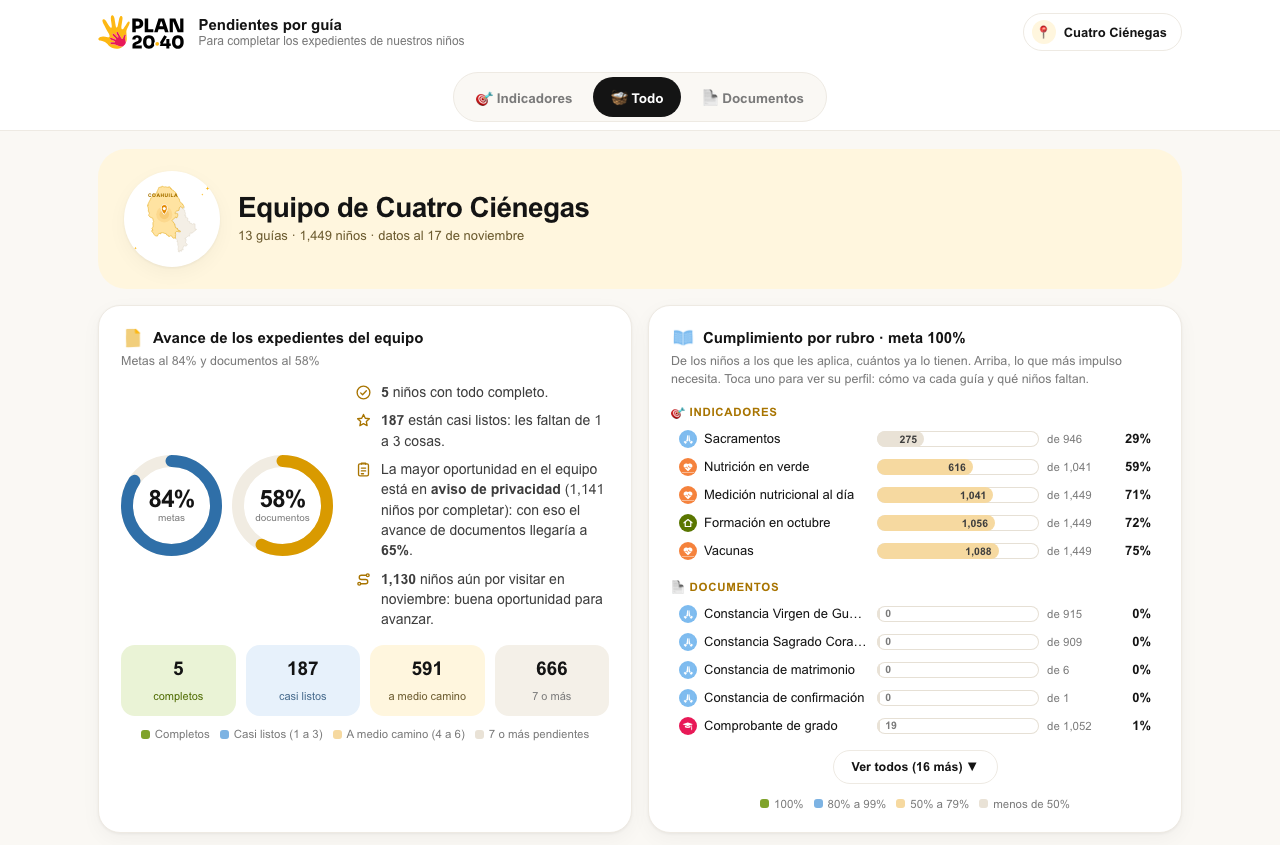 PLAN
20·40
Pendientes por guía
Para completar los expedientes de nuestros niños
Cuatro Ciénegas
Indicadores
Todo
Documentos
COAHUILA
Equipo de Cuatro Ciénegas
13 guías · 1,449 niños · datos al 17 de noviembre
Avance de los expedientes del equipo
Metas al 84% y documentos al 58%
84%
metas
58%
documentos
5 niños con todo completo.
187 están casi listos: les faltan de 1
a 3 cosas.
La mayor oportunidad en el equipo
está en aviso de privacidad (1,141
niños por completar): con eso el
avance de documentos llegaría a
65%.
1,130 niños aún por visitar en
noviembre: buena oportunidad para
avanzar.
5
completos
187
casi listos
591
a medio camino
666
7 o más
Completos
Casi listos (1 a 3)
A medio camino (4 a 6)
7 o más pendientes
Cumplimiento por rubro · meta 100%
De los niños a los que les aplica, cuántos ya lo tienen. Arriba, lo que más impulso
necesita. Toca uno para ver su perfil: cómo va cada guía y qué niños faltan.
INDICADORES
Sacramentos 275 de 946 29%
Nutrición en verde 616 de 1,041 59%
Medición nutricional al día 1,041 de 1,449 71%
Formación en octubre 1,056 de 1,449 72%
Vacunas 1,088 de 1,449 75%
DOCUMENTOS
Constancia Virgen de Gu… 0 de 915 0%
Constancia Sagrado Cora… 0 de 909 0%
Constancia de matrimonio 0 de 6 0%
Constancia de confirmación 0 de 1 0%
Comprobante de grado 19 de 1,052 1%
Ver todos (16 más) ▼
100%
80% a 99%
50% a 79%
menos de 50%